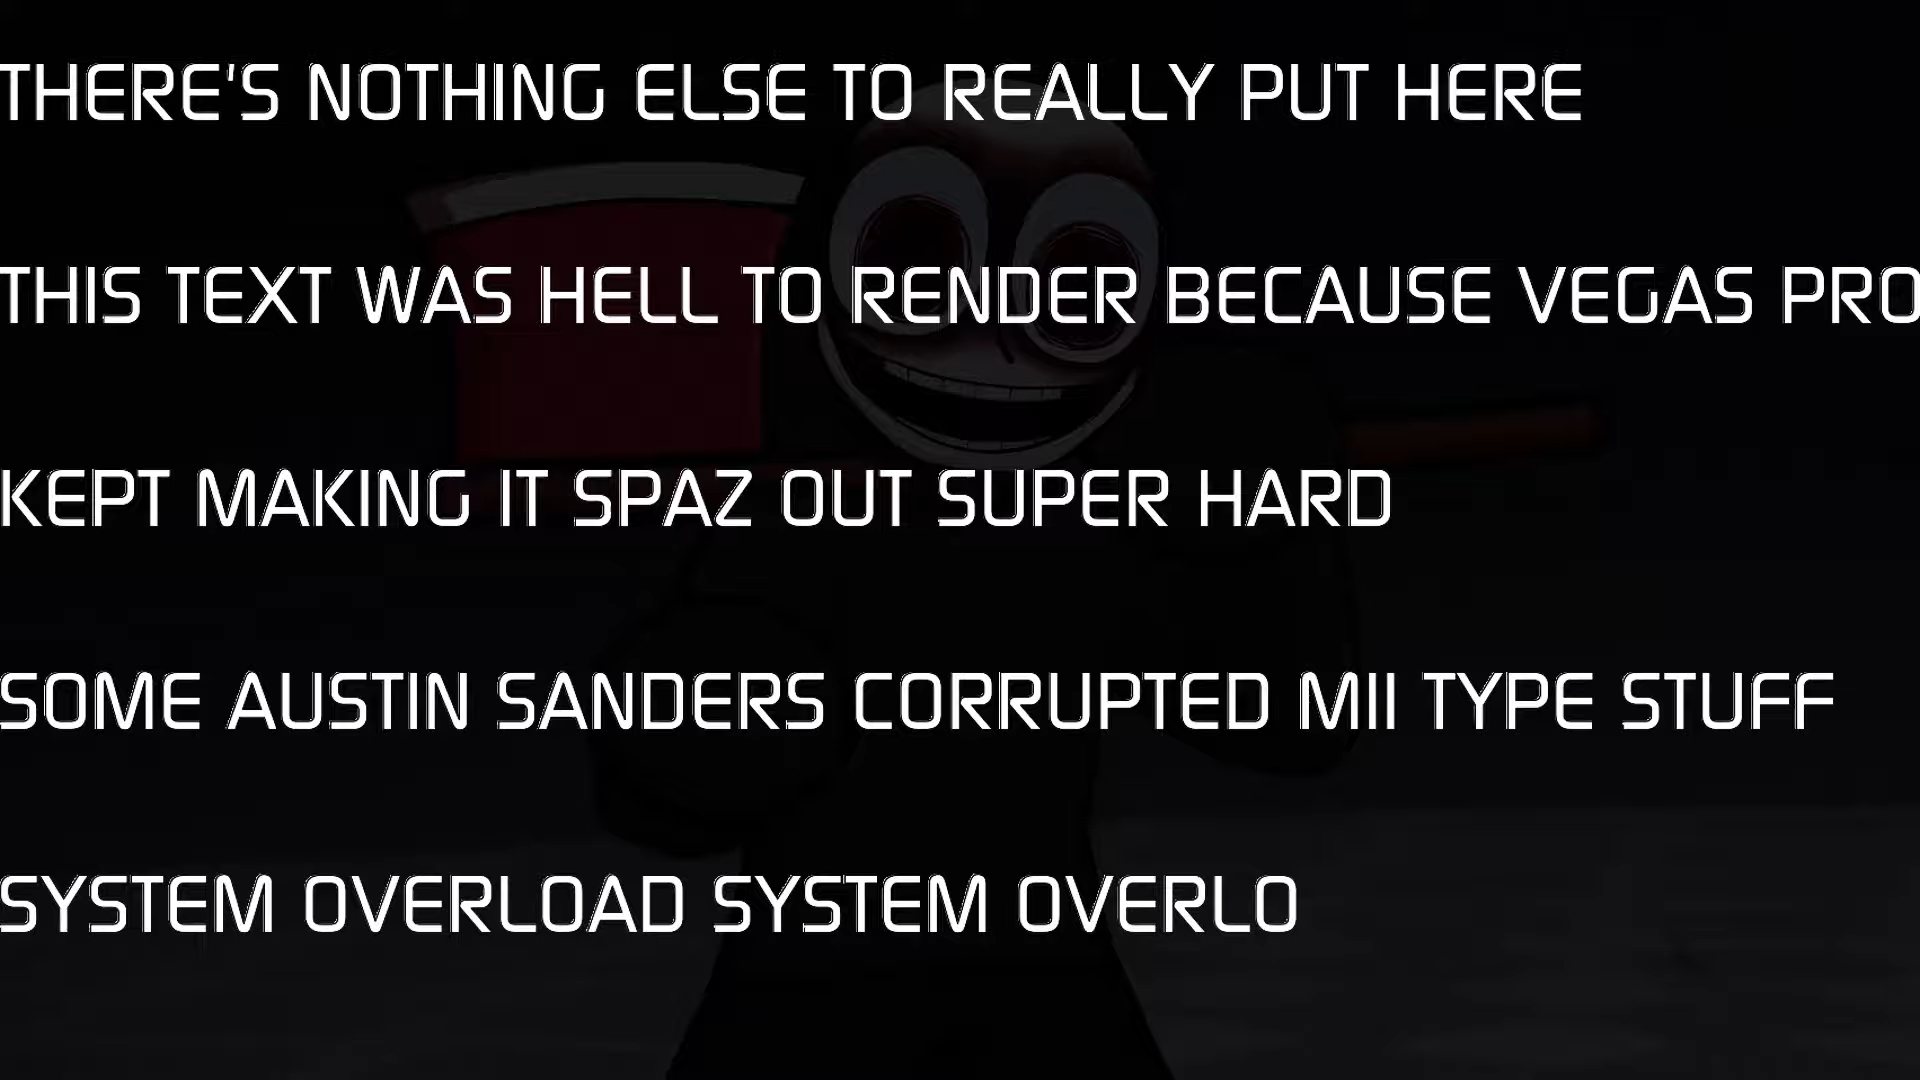 THERE'S NOTHING ELSE TO REALLY PUT HERE
THIS TEXT WAS HELL TO RENDER BECAUSE VEGAS PRO
KEPT MAKING IT SPAZ OUT SUPER HARD
SOME AUSTIN SANDERS CORRUPTED MII TYPE STUFF
SYSTEM OVERLOAD SYSTEM OVERLO